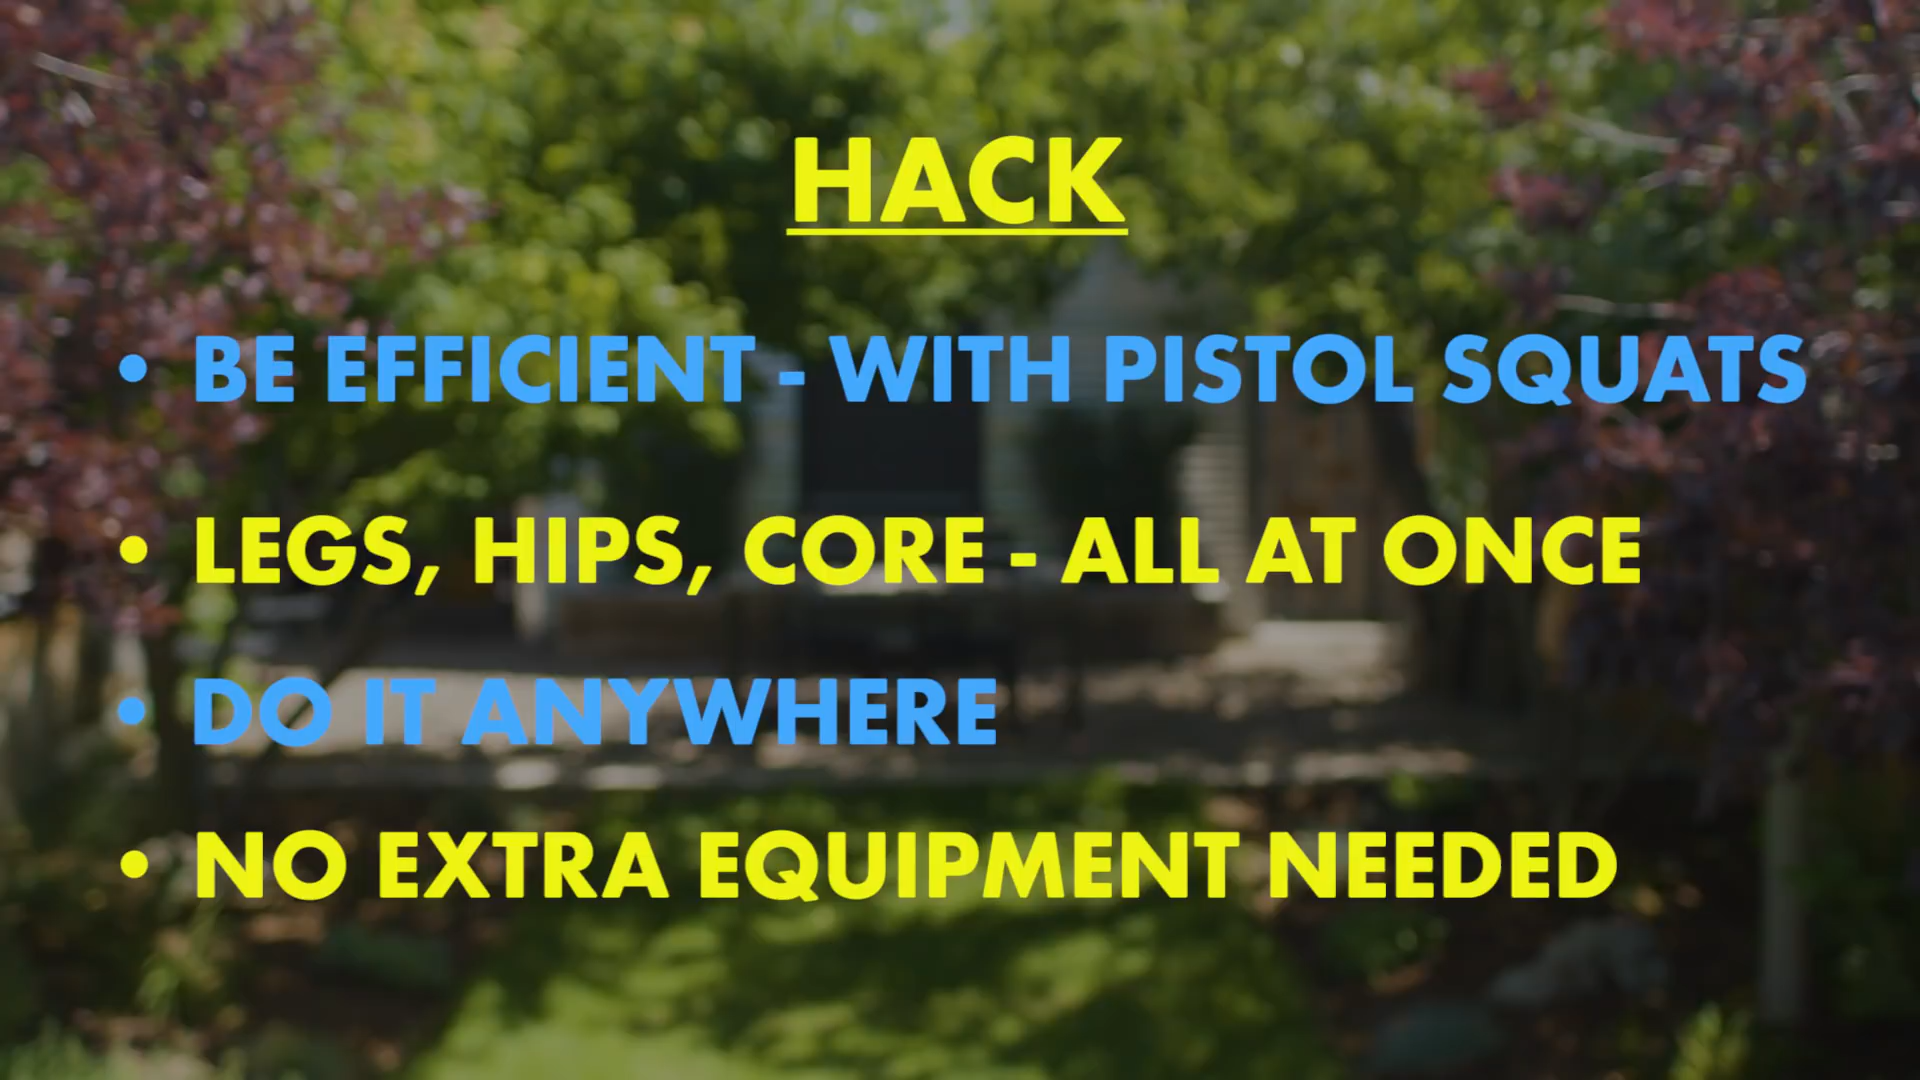 HACK
• BE EFFICIENT - WITH PISTOL SQUATS
• LEGS, HIPS, CORE - ALL AT ONCE
• DO IT ANYWHERE
• NO EXTRA EQUIPMENT NEEDED